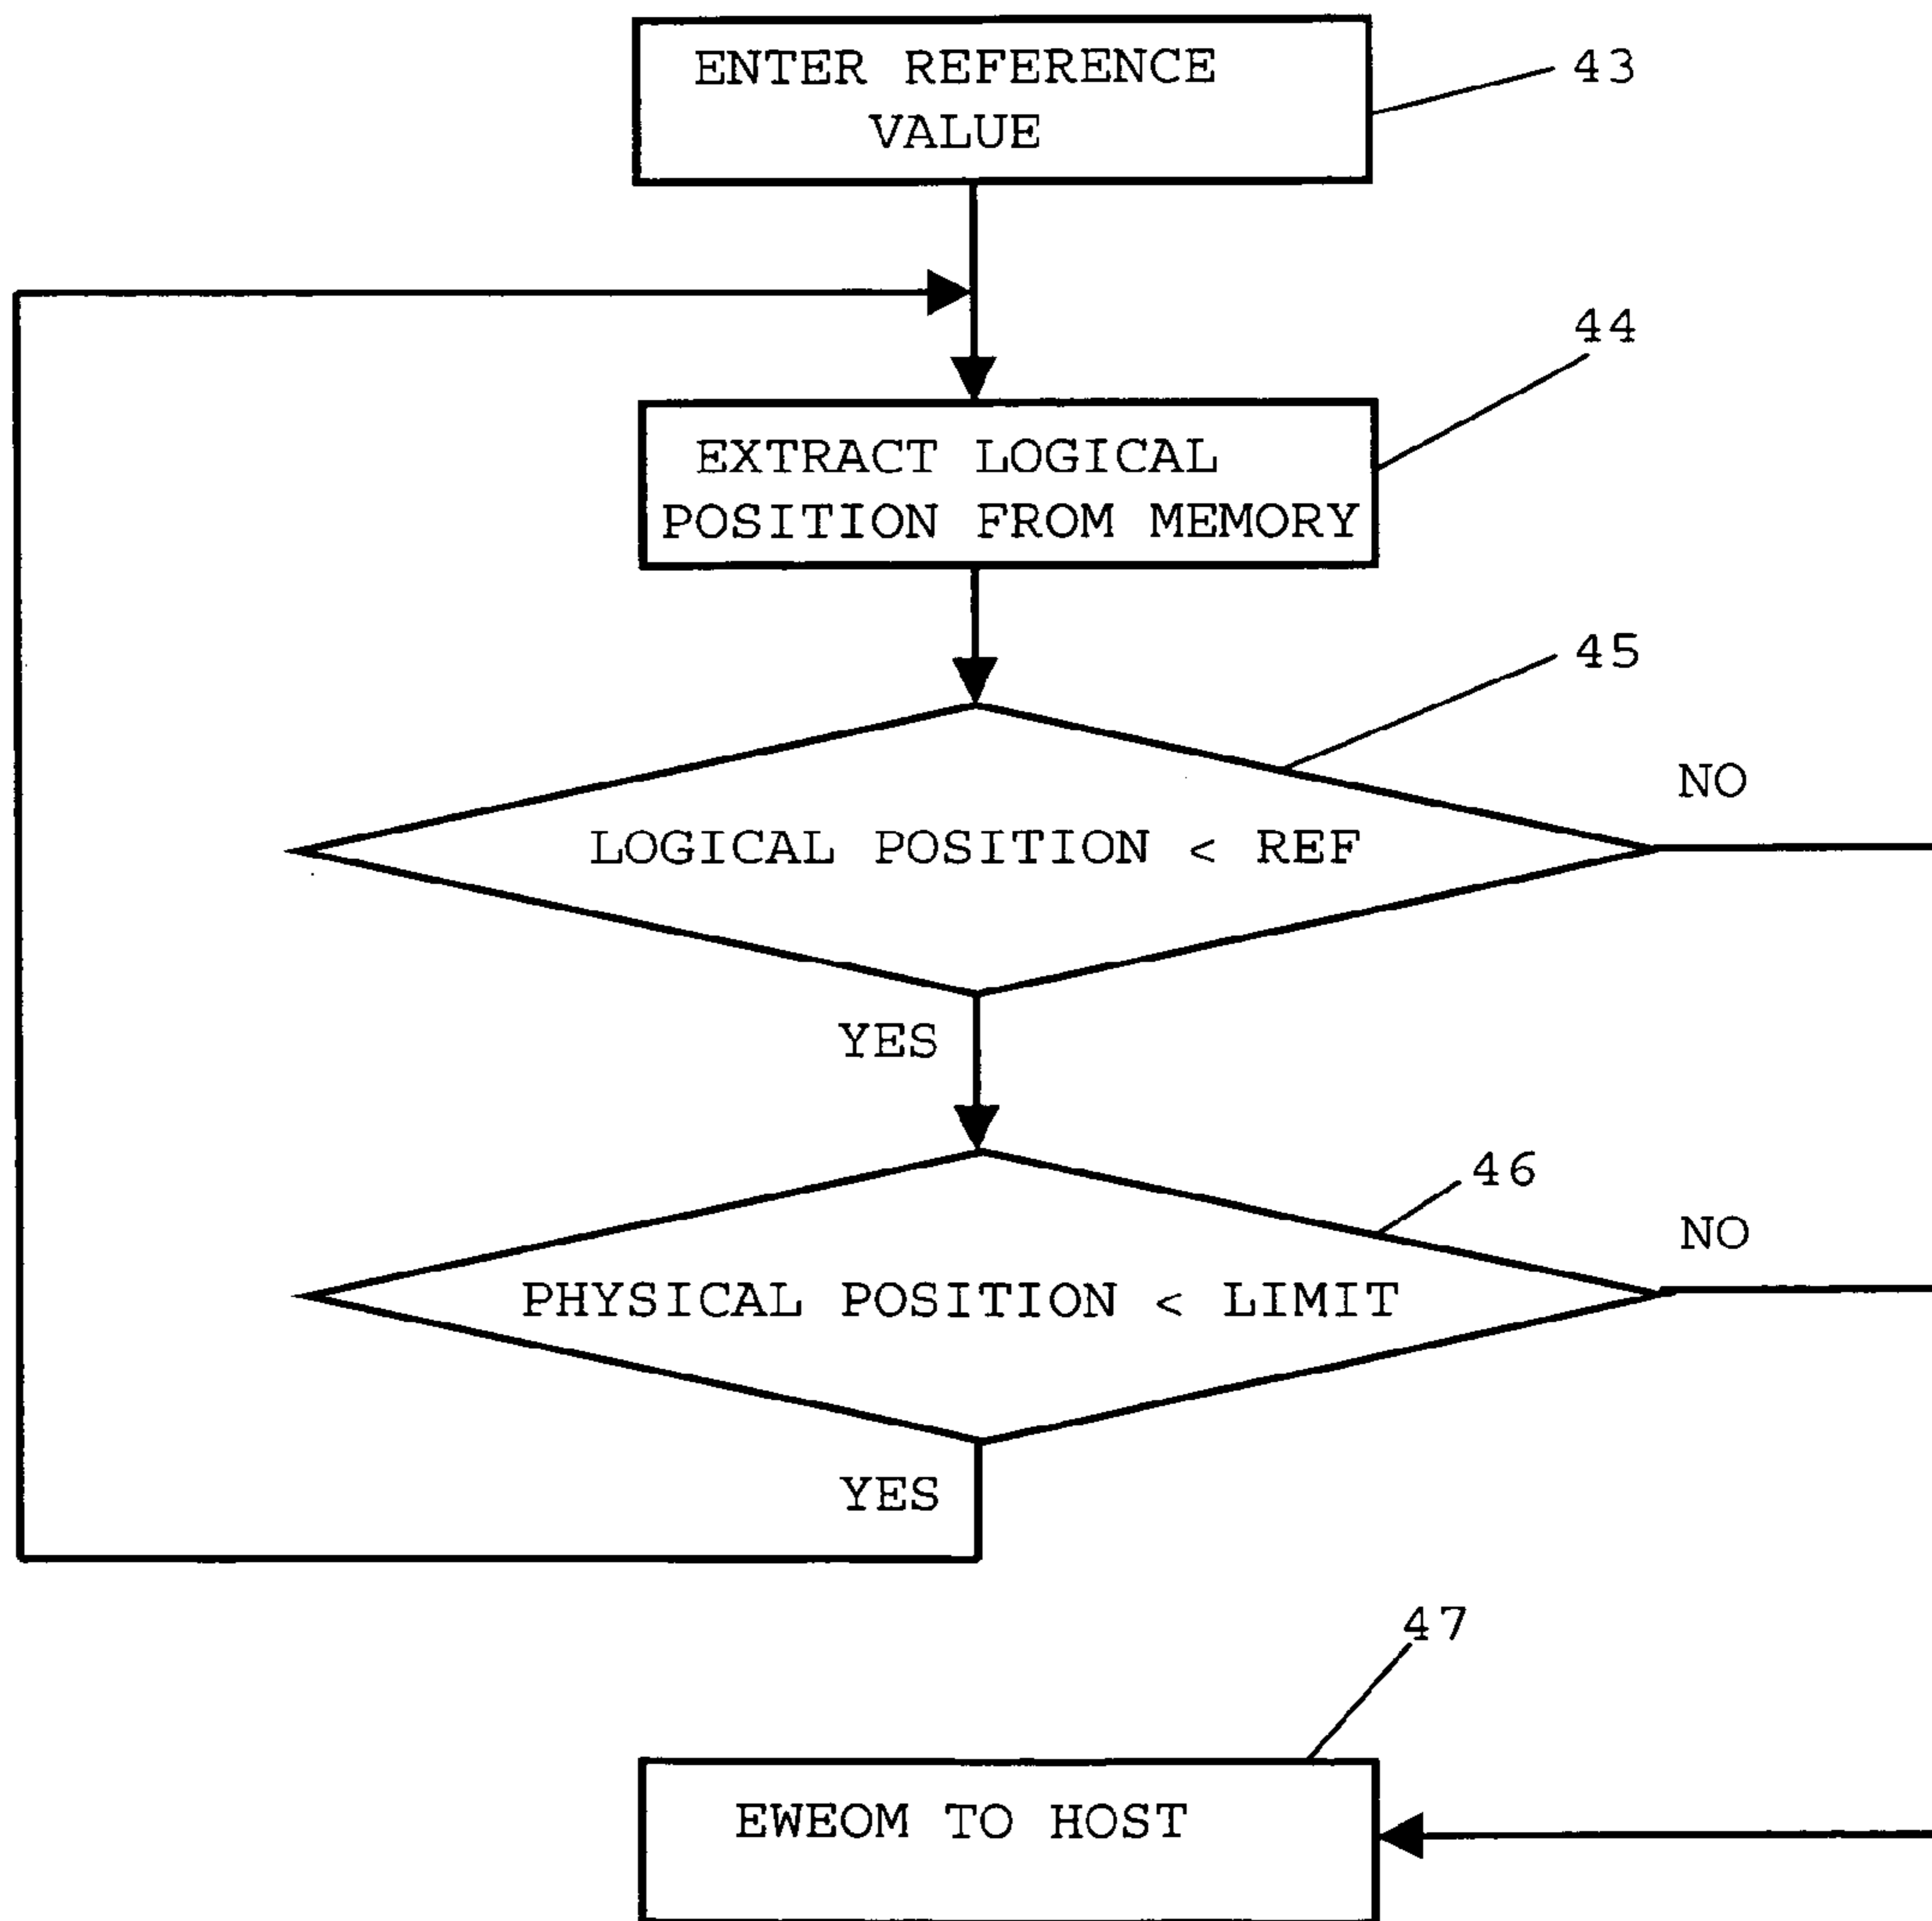 ENTER REFERENCE
VALUE
43
44
EXTRACT LOGICAL
POSITION FROM MEMORY
45
NO
LOGICAL POSITION < REF
YES
46
NO
PHYSICAL POSITION < LIMIT
YES
47
EWEOM TO HOST